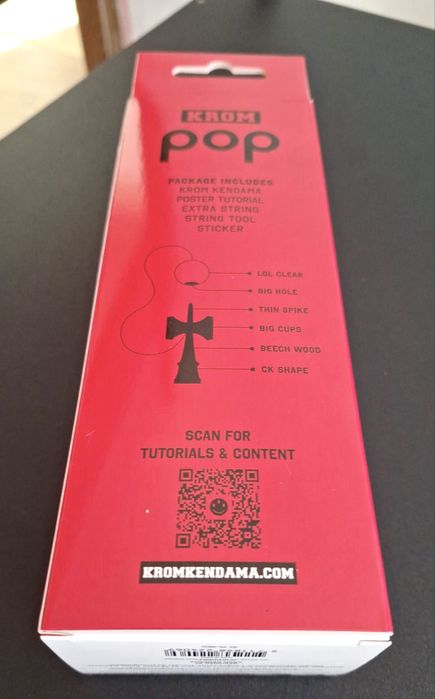 KROM
pop
PACKAGE INCLUDES
KROM KENDAMA
POSTER TUTORIAL
EXTRA STRING
STRING TOOL
STICKER
LOL CLEAR
BIG HOLE
THIN SPIKE
BIG CUPS
BEECH WOOD
CK SHAPE
SCAN FOR
TUTORIALS & CONTENT
KROMKENDAMA.COM